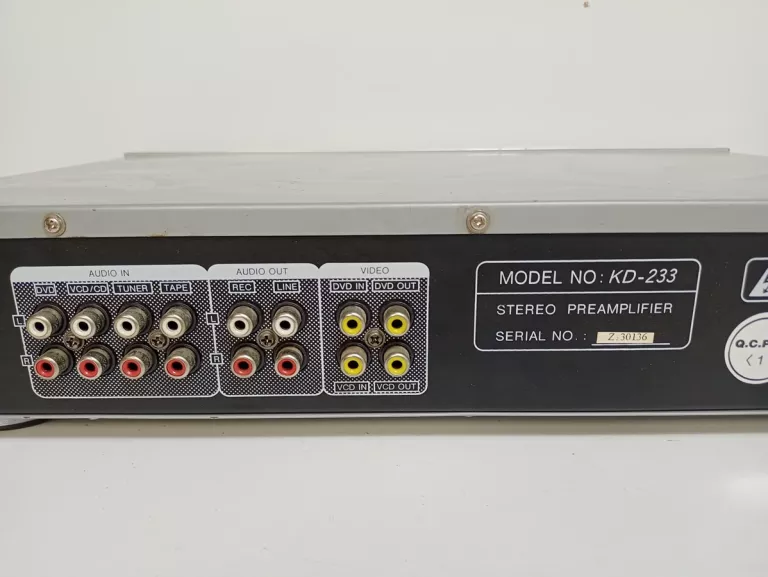 AUDIO IN
DVD VCD/CD TUNER TAPE
L
R
AUDIO OUT
REC LINE
L
R
VIDEO
DVD IN DVD OUT
VCD IN VCD OUT
MODEL NO: KD-233
STEREO PREAMPLIFIER
SERIAL NO.: Z:30136